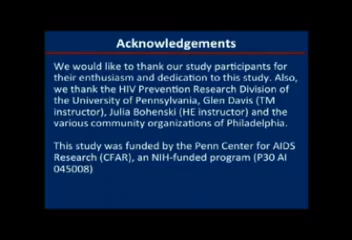 Acknowledgements
We would like to thank our study participants for
their enthusiasm and dedication to this study. Also,
we thank the HIV Prevention Research Division of
the University of Pennsylvania, Glen Davis (TM
instructor), Julia Bohenski (HE instructor) and the
various community organizations of Philadelphia.
This study was funded by the Penn Center for AIDS
Research (CFAR), an NIH-funded program (P30 AI
045008)